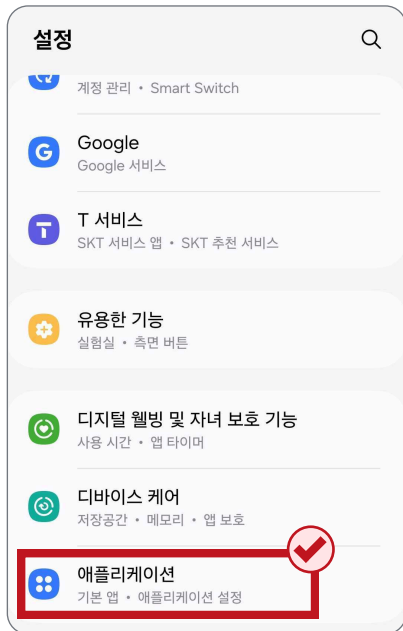 설정
계정 관리 • Smart Switch
Google
Google 서비스
T 서비스
SKT 서비스 앱 • SKT 추천 서비스
유용한 기능
실험실 • 측면 버튼
디지털 웰빙 및 자녀 보호 기능
사용 시간 • 앱 타이머
디바이스 케어
저장공간 • 메모리 • 앱 보호
애플리케이션
기본 앱 • 애플리케이션 설정